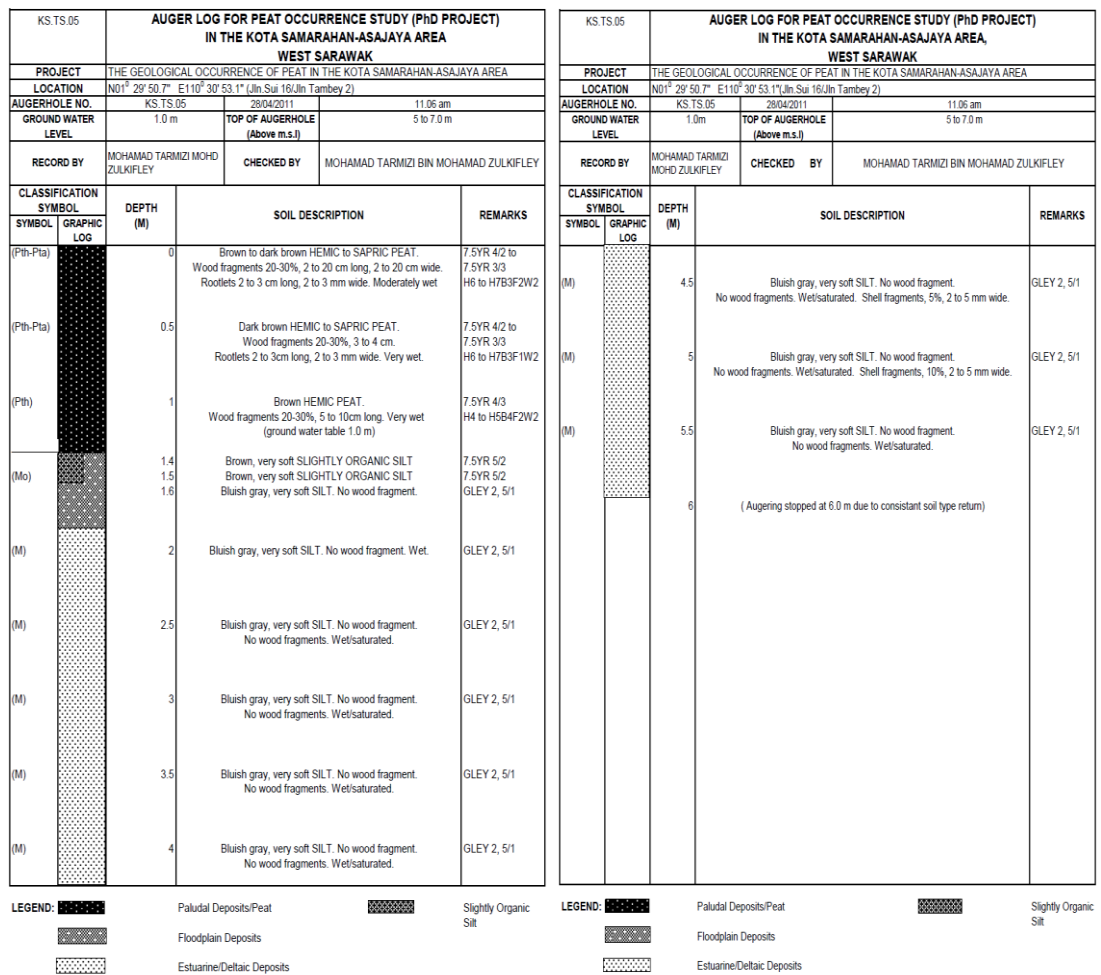 KS.TS.05
AUGER LOG FOR PEAT OCCURRENCE STUDY (PhD PROJECT)
IN THE KOTA SAMARAHAN-ASAJAYA AREA
WEST SARAWAK
PROJECT THE GEOLOGICAL OCCURRENCE OF PEAT IN THE KOTA SAMARAHAN-ASAJAYA AREA
LOCATION N01⁰ 29' 50.7" E110⁰ 30' 53.1"(Jln.Sui 16/Jln Tambey 2)
AUGERHOLE NO. KS.TS.05 28/04/2011 11.06 am
GROUND WATER 1.0 m TOP OF AUGERHOLE 5 to 7.0 m
LEVEL (Above m.s.l)
RECORD BY MOHAMAD TARMIZI MOHD CHECKED BY MOHAMAD TARMIZI BIN MOHAMAD ZULKIFLEY
ZULKIFLEY
CLASSIFICATION
SYMBOL DEPTH SOIL DESCRIPTION REMARKS
SYMBOL GRAPHIC (M)
LOG
(Pth-Pta) 0 Brown to dark brown HEMIC to SAPRIC PEAT. 7.5YR 4/2 to
Wood fragments 20-30%, 2 to 20 cm long, 2 to 20 cm wide. 7.5YR 3/3
Rootlets 2 to 3 cm long, 2 to 3 mm wide. Moderately wet H6 to H7B3F2W2
(Pth-Pta) 0.5 Dark brown HEMIC to SAPRIC PEAT. 7.5YR 4/2 to
Wood fragments 20-30%, 3 to 4 cm. 7.5YR 3/3
Rootlets 2 to 3cm long, 2 to 3 mm wide. Very wet. H6 to H7B3F1W2
(Pth) 1 Brown HEMIC PEAT. 7.5YR 4/3
Wood fragments 20-30%, 5 to 10cm long. Very wet H4 to H5B4F2W2
(ground water table 1.0 m)
1.4 Brown, very soft SLIGHTLY ORGANIC SILT 7.5YR 5/2
(Mo) 1.5 Brown, very soft SLIGHTLY ORGANIC SILT 7.5YR 5/2
1.6 Bluish gray, very soft SILT. No wood fragment. GLEY 2, 5/1
(M) 2 Bluish gray, very soft SILT. No wood fragment. Wet. GLEY 2, 5/1
(M) 2.5 Bluish gray, very soft SILT. No wood fragment. GLEY 2, 5/1
No wood fragments. Wet/saturated.
(M) 3 Bluish gray, very soft SILT. No wood fragment. GLEY 2, 5/1
No wood fragments. Wet/saturated.
(M) 3.5 Bluish gray, very soft SILT. No wood fragment. GLEY 2, 5/1
No wood fragments. Wet/saturated.
(M) 4 Bluish gray, very soft SILT. No wood fragment. GLEY 2, 5/1
No wood fragments. Wet/saturated.
LEGEND: Paludal Deposits/Peat Slightly Organic
Silt
Floodplain Deposits
Estuarine/Deltaic Deposits
KS.TS.05
AUGER LOG FOR PEAT OCCURRENCE STUDY (PhD PROJECT)
IN THE KOTA SAMARAHAN-ASAJAYA AREA,
WEST SARAWAK
PROJECT THE GEOLOGICAL OCCURRENCE OF PEAT IN THE KOTA SAMARAHAN-ASAJAYA AREA
LOCATION N01⁰ 29' 50.7" E110⁰ 30' 53.1"(Jln.Sui 16/Jln Tambey 2)
AUGERHOLE NO. KS.TS.05 28/04/2011 11.06 am
GROUND WATER 1.0m TOP OF AUGERHOLE 5 to 7.0 m
LEVEL (Above m.s.l)
RECORD BY MOHAMAD TARMIZI CHECKED BY MOHAMAD TARMIZI BIN MOHAMAD ZULKIFLEY
MOHD ZULKIFLEY
CLASSIFICATION
SYMBOL DEPTH SOIL DESCRIPTION REMARKS
SYMBOL GRAPHIC (M)
LOG
(M) 4.5 Bluish gray, very soft SILT. No wood fragment. GLEY 2, 5/1
No wood fragments. Wet/saturated. Shell fragments, 5%, 2 to 5 mm wide.
(M) 5 Bluish gray, very soft SILT. No wood fragment. GLEY 2, 5/1
No wood fragments. Wet/saturated. Shell fragments, 10%, 2 to 5 mm wide.
(M) 5.5 Bluish gray, very soft SILT. No wood fragment. GLEY 2, 5/1
No wood fragments. Wet/saturated.
6 ( Augering stopped at 6.0 m due to consistant soil type return)
LEGEND: Paludal Deposits/Peat Slightly Organic
Silt
Floodplain Deposits
Estuarine/Deltaic Deposits